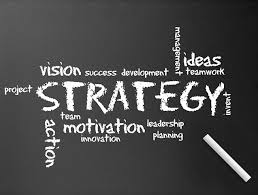 management
ideas
vision success development teamwork
project
STRATEGY
invent
team
action
motivation leadership
innovation planning